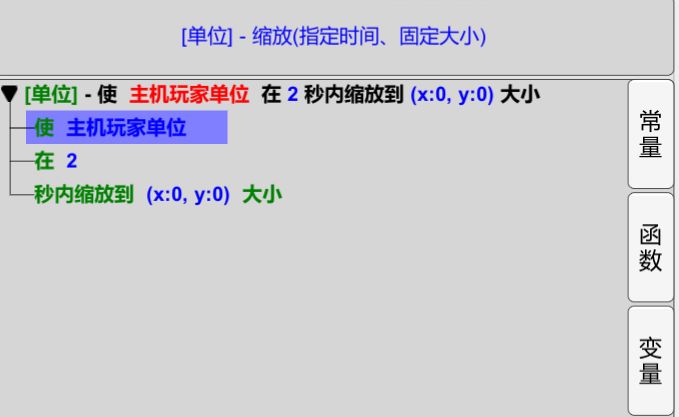 [单位] - 缩放(指定时间、固定大小)
[单位] - 使 主机玩家单位 在 2 秒内缩放到 (x:0, y:0) 大小
使 主机玩家单位
在 2
秒内缩放到 (x:0, y:0) 大小
常量
函数
变量